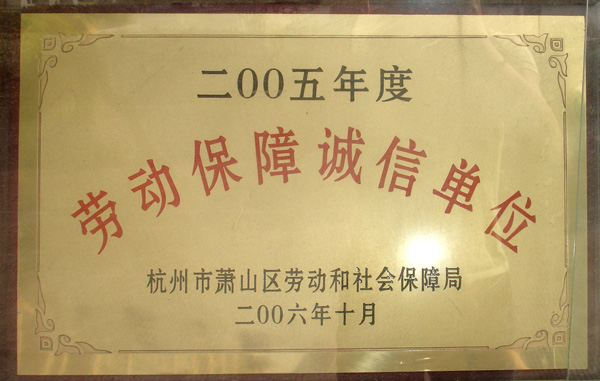 二00五年度
劳动保障诚信单位
杭州市萧山区劳动和社会保障局
二00六年十月